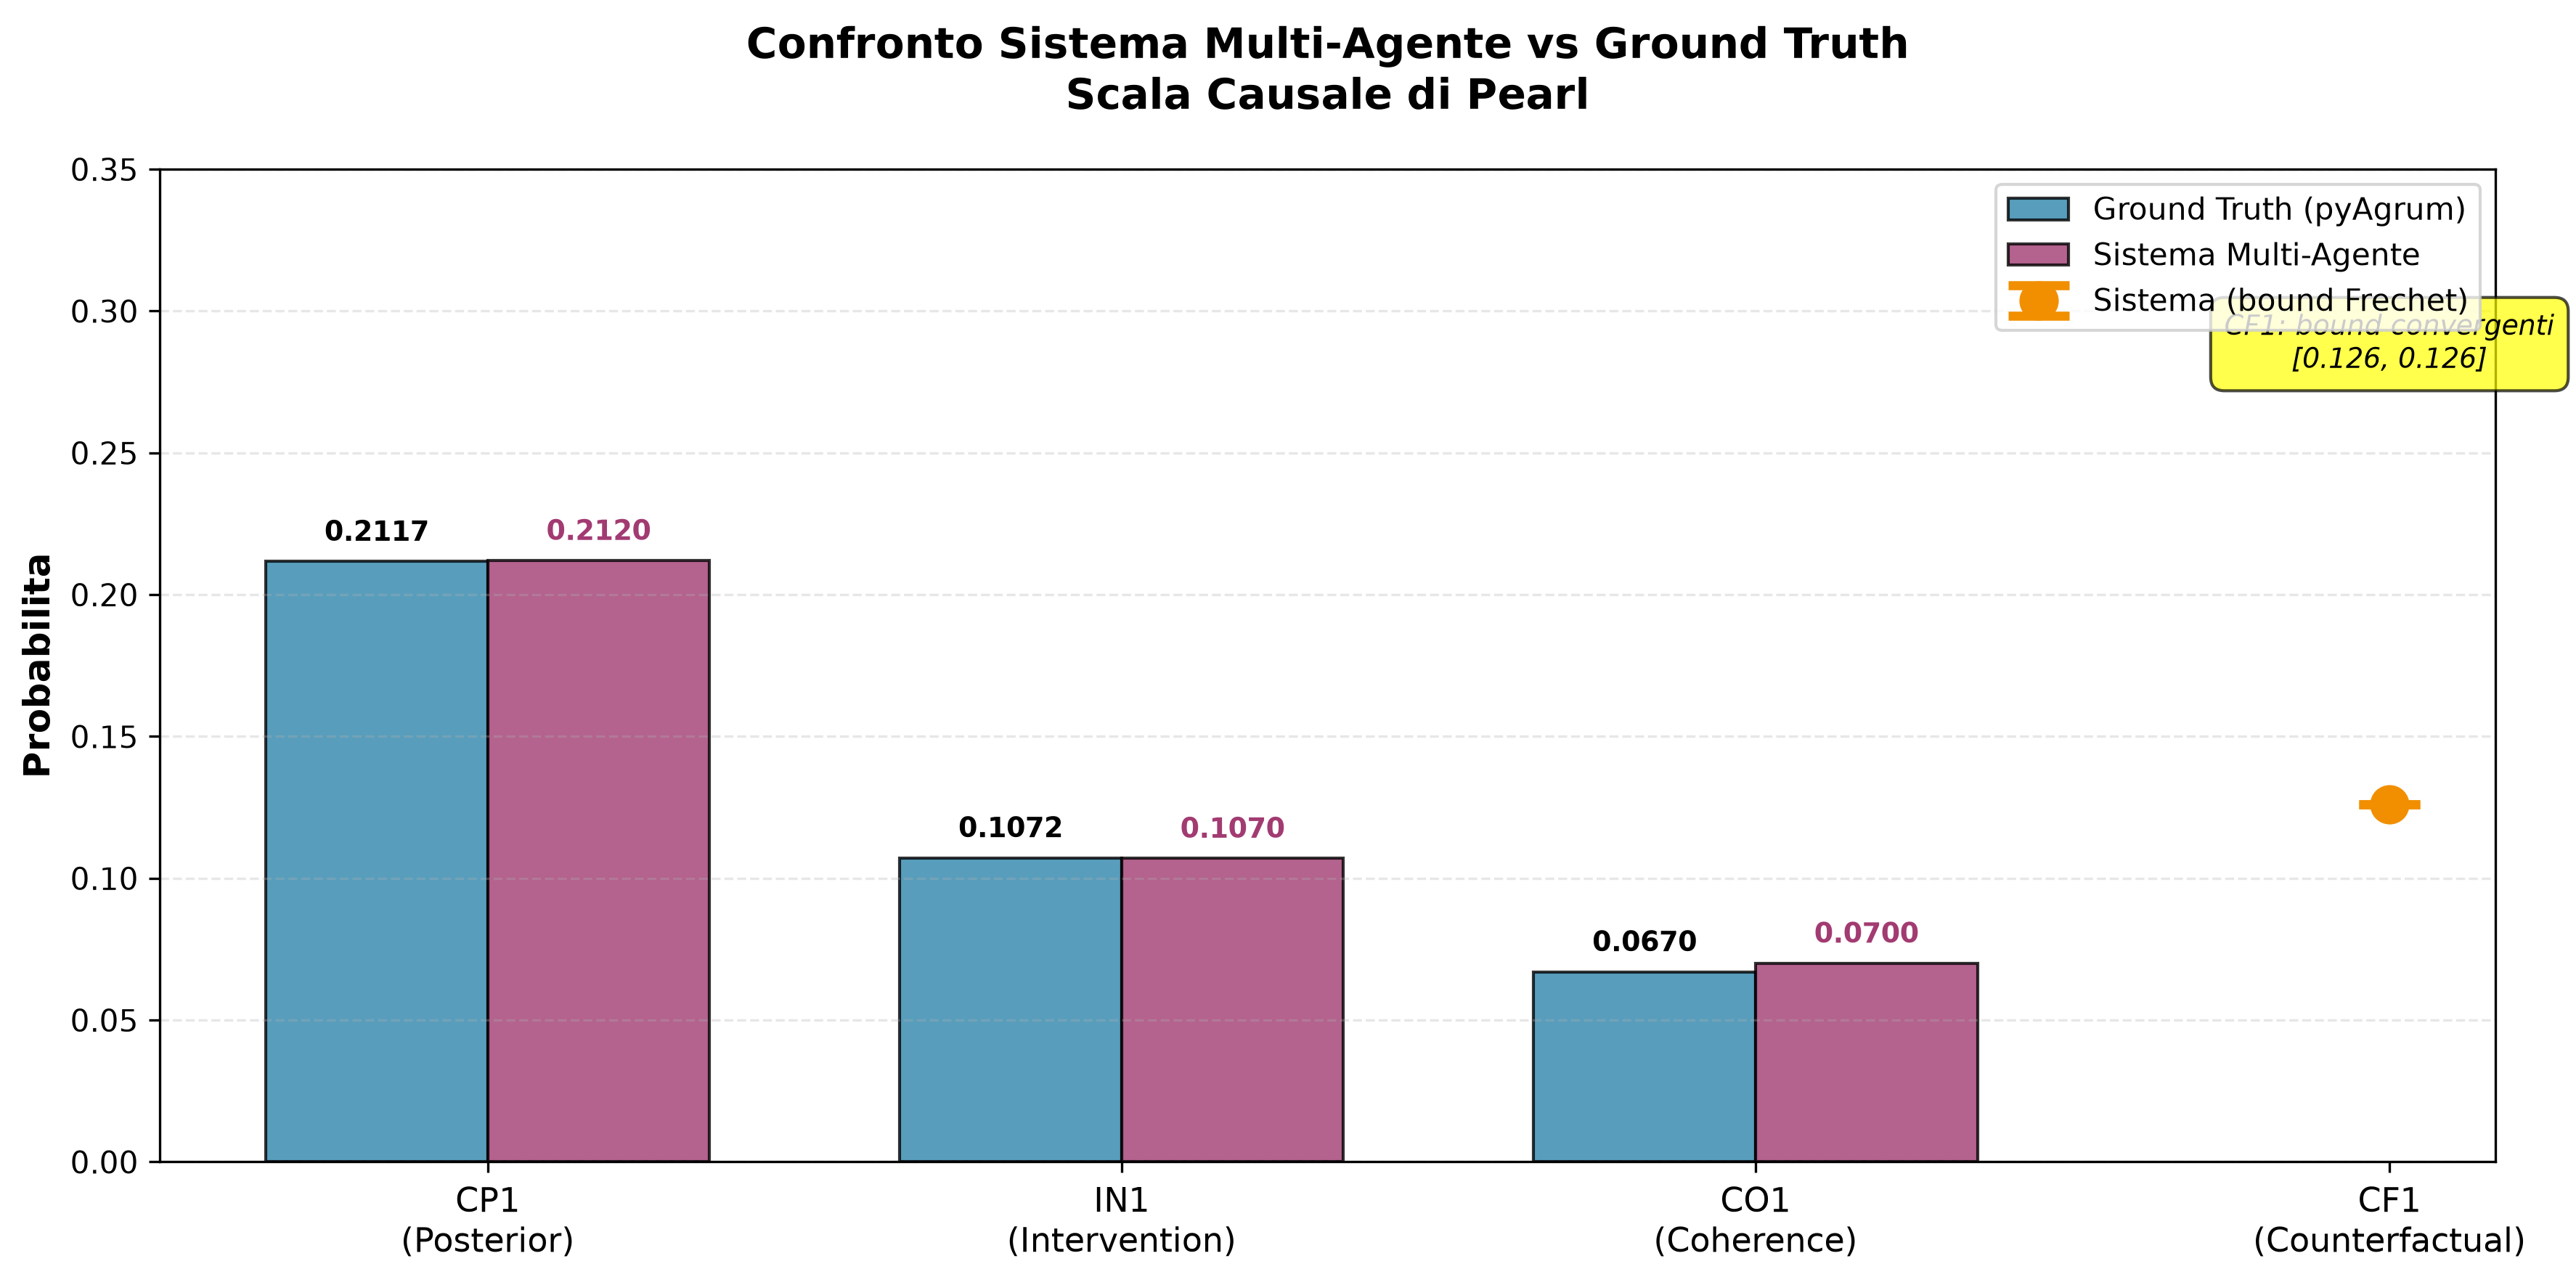 Confronto Sistema Multi-Agente vs Ground Truth
Scala Causale di Pearl
Probabilita
0.35
0.30
0.25
0.20
0.15
0.10
0.05
0.00
Ground Truth (pyAgrum)
Sistema Multi-Agente
Sistema (bound Frechet)
CF1: bound convergenti
[0.126, 0.126]
0.2117
0.2120
0.1072
0.1070
0.0670
0.0700
CP1
(Posterior)
IN1
(Intervention)
CO1
(Coherence)
CF1
(Counterfactual)